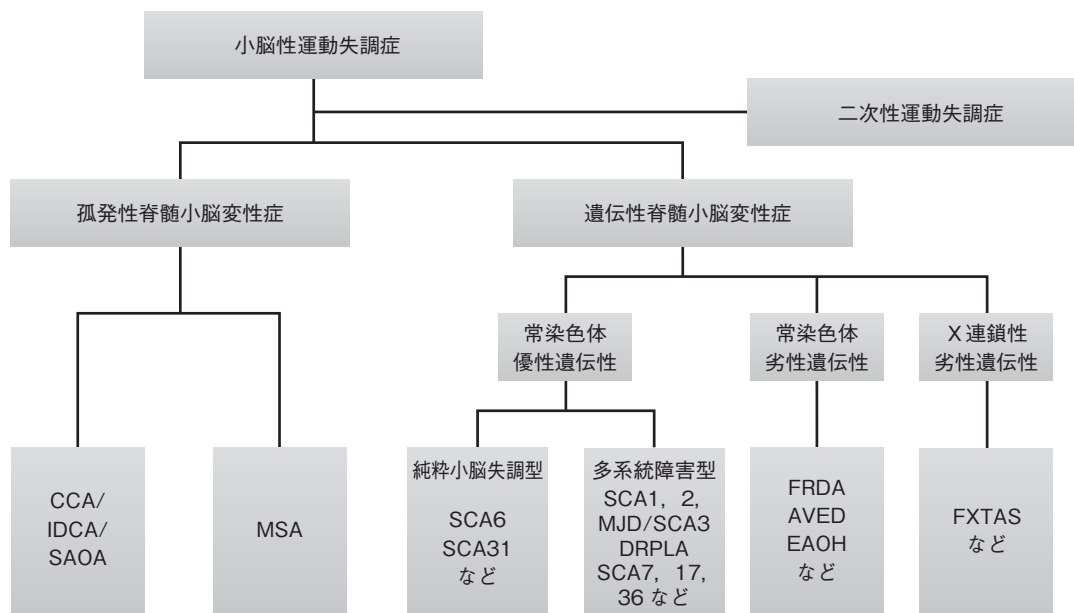 小脳性運動失調症
二次性運動失調症
孤発性脊髄小脳変性症
遺伝性脊髄小脳変性症
常染色体
優性遺伝性
常染色体
劣性遺伝性
X連鎖性
劣性遺伝性
CCA/
IDCA/
SAOA
MSA
純粋小脳失調型
SCA6
SCA31
など
多系統障害型
SCA1，2，
MJD/SCA3
DRPLA
SCA7，17，
36 など
FRDA
AVED
EAOH
など
FXTAS
など